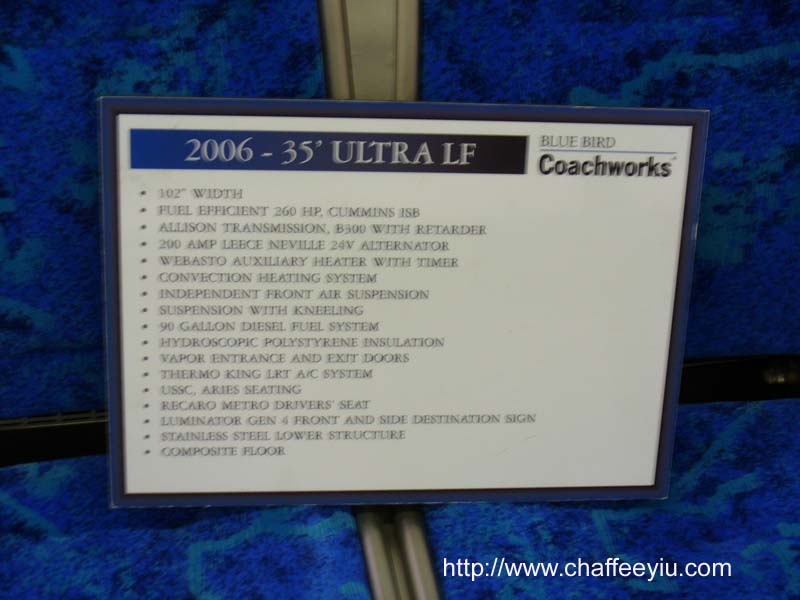 2006 - 35' ULTRA LF
BLUE BIRD
Coachworks
• 102" WIDTH
• FUEL EFFICIENT 260 HP, CUMMINS ISB
• ALLISON TRANSMISSION, B300 WITH RETARDER
• 200 AMP LEECE NEVILLE 24V ALTERNATOR
• WEBASTO AUXILIARY HEATER WITH TIMER
• CONVECTION HEATING SYSTEM
• INDEPENDENT FRONT AIR SUSPENSION
• SUSPENSION WITH KNEELING
• 90 GALLON DIESEL FUEL SYSTEM
• HYDROSCOPIC POLYSTYRENE INSULATION
• VAPOR ENTRANCE AND EXIT DOORS
• THERMO KING LRT A/C SYSTEM
• USSC, ARIES SEATING
• RECARO METRO DRIVERS' SEAT
• LUMINATOR GEN 4 FRONT AND SIDE DESTINATION SIGN
• STAINLESS STEEL LOWER STRUCTURE
• COMPOSITE FLOOR
http://www.chaffeeyiu.com